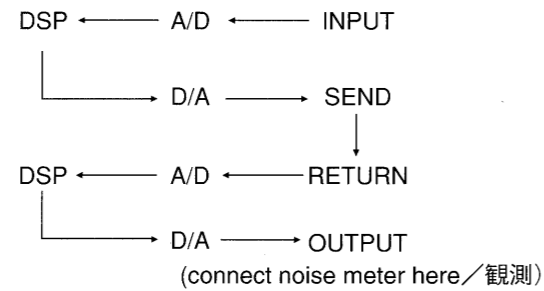 DSP A/D INPUT
D/A SEND
DSP A/D RETURN
D/A OUTPUT
(connect noise meter here／観測)